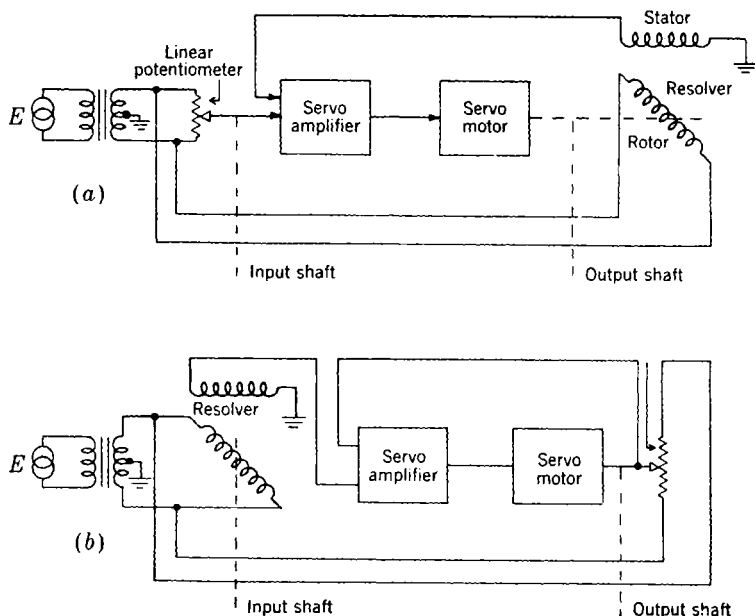 Stator
Linear
potentiometer
Resolver
E
Servo
amplifier
Servo
motor
Rotor
(a)
Input shaft
Output shaft
Resolver
E
Servo
amplifier
Servo
motor
(b)
Input shaft
Output shaft